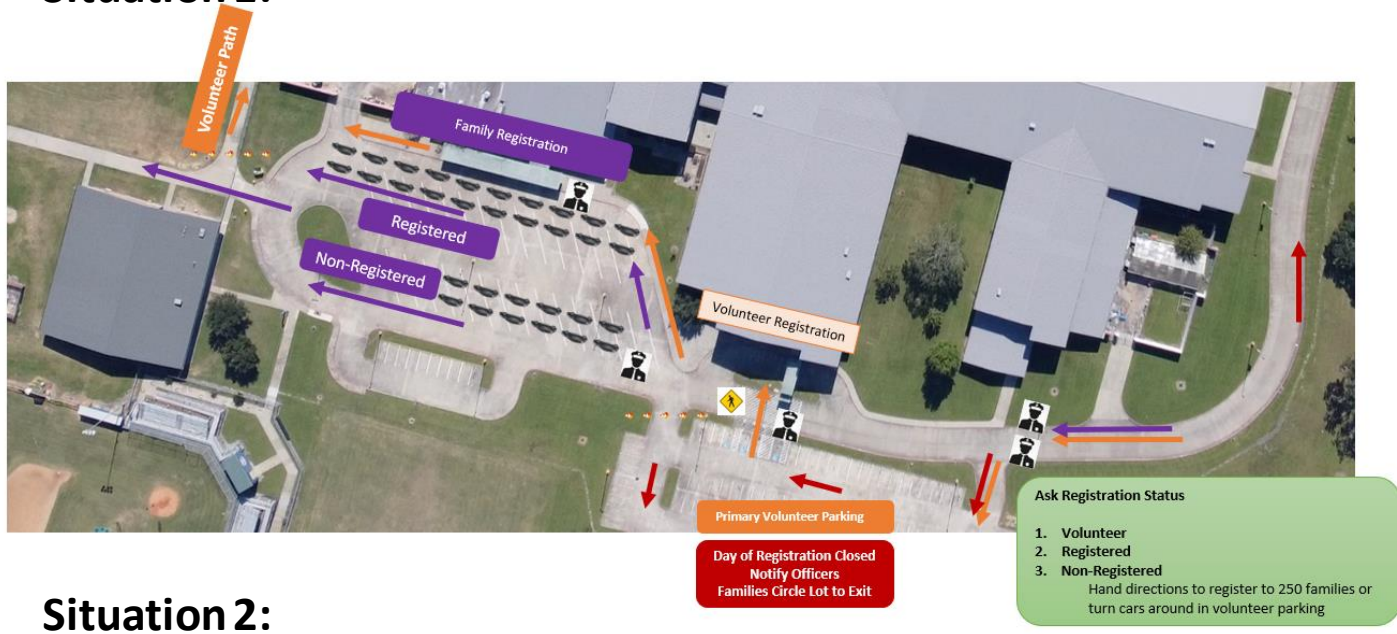 Volunteer Path
Family Registration
Registered
Non-Registered
Volunteer Registration
Primary Volunteer Parking
Day of Registration Closed
Notify Officers
Families Circle Lot to Exit
Ask Registration Status
1. Volunteer
2. Registered
3. Non-Registered
Hand directions to register to 250 families or
turn cars around in volunteer parking
Situation 2: